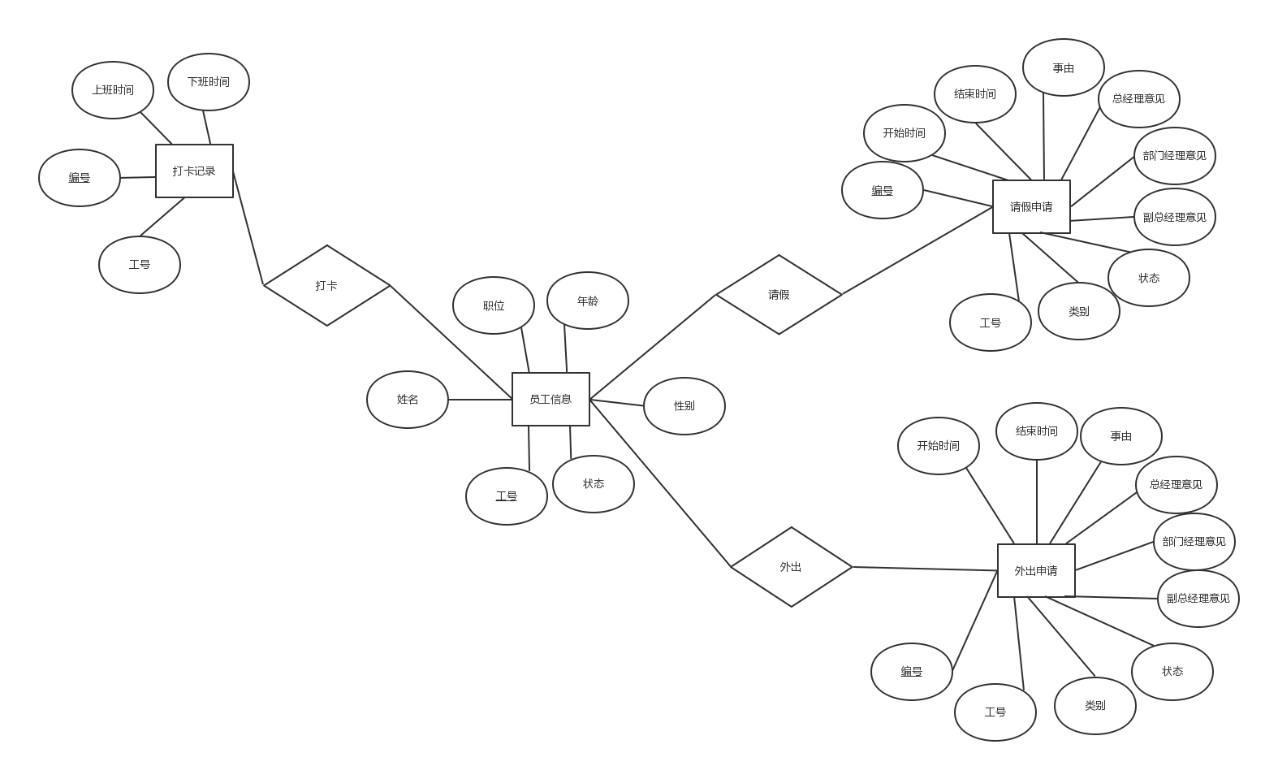 上班时间
下班时间
编号
打卡记录
工号
打卡
职位
年龄
姓名
员工信息
性别
工号
状态
请假
事由
结束时间
总经理意见
开始时间
部门经理意见
编号
请假申请
副总经理意见
状态
类别
工号
外出
开始时间
结束时间
事由
总经理意见
部门经理意见
外出申请
副总经理意见
编号
状态
工号
类别